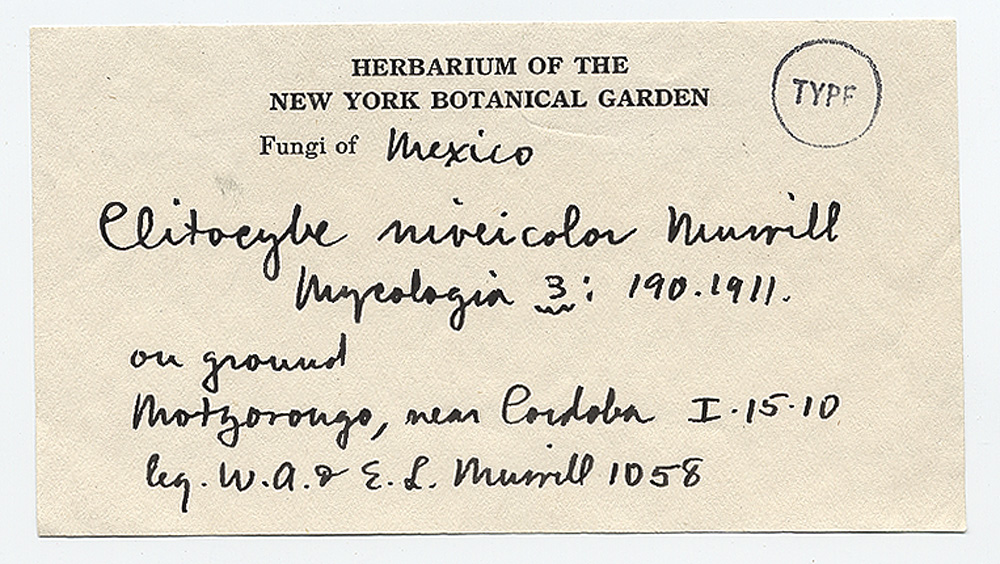 HERBARIUM OF THE
NEW YORK BOTANICAL GARDEN
TYPE
Fungi of Mexico
Clitocybe niveicolor Murrill
Mycologia 3: 190.1911.
on ground
Motzorongo, near Cordoba I.15.10
leg. W.A. & E.L. Murrill 1058